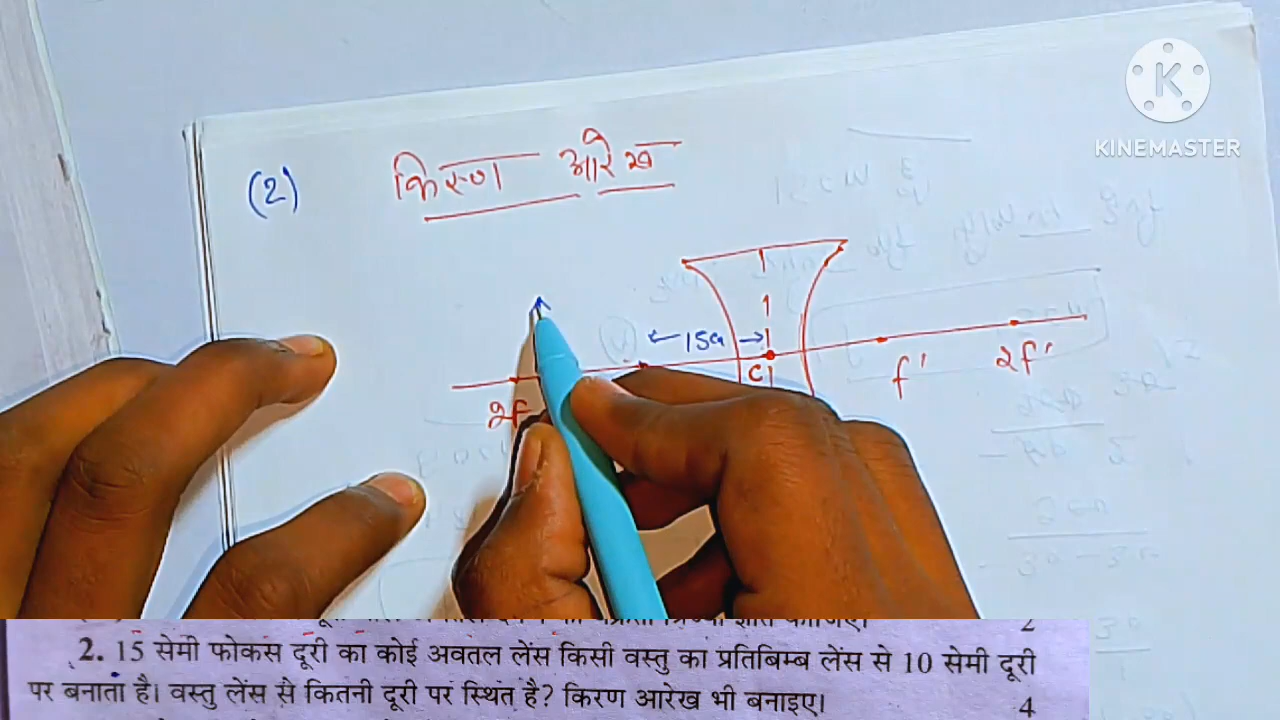 KINEMASTER
(2) किरण आरेख
15cm
C
f'
2f'
2F
2. 15 सेमी फोकस दूरी का कोई अवतल लेंस किसी वस्तु का प्रतिबिम्ब लेंस से 10 सेमी दूरी
पर बनाता है। वस्तु लेंस से कितनी दूरी पर स्थित है? किरण आरेख भी बनाइए।
4